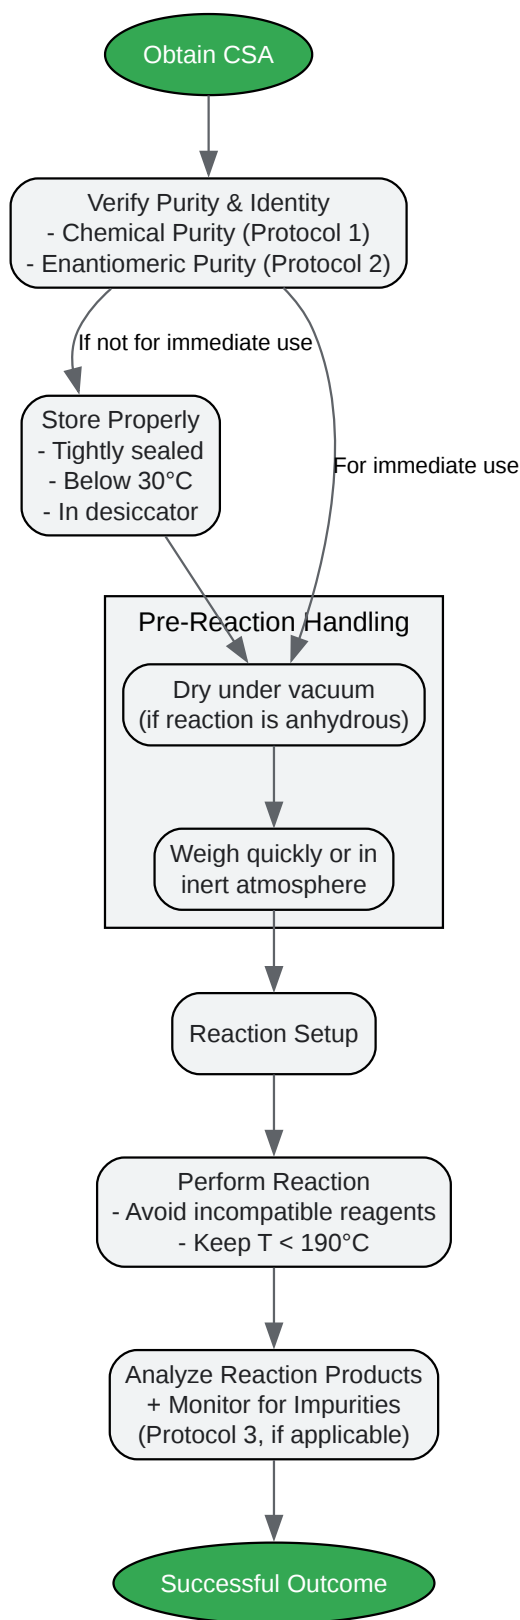 Obtain CSA
Verify Purity & Identity
- Chemical Purity (Protocol 1)
- Enantiomeric Purity (Protocol 2)
If not for immediate use
Store Properly
- Tightly sealed
- Below 30°C
- In desiccator
For immediate use
Pre-Reaction Handling
Dry under vacuum
(if reaction is anhydrous)
Weigh quickly or in
inert atmosphere
Reaction Setup
Perform Reaction
- Avoid incompatible reagents
- Keep T < 190°C
Analyze Reaction Products
+ Monitor for Impurities
(Protocol 3, if applicable)
Successful Outcome